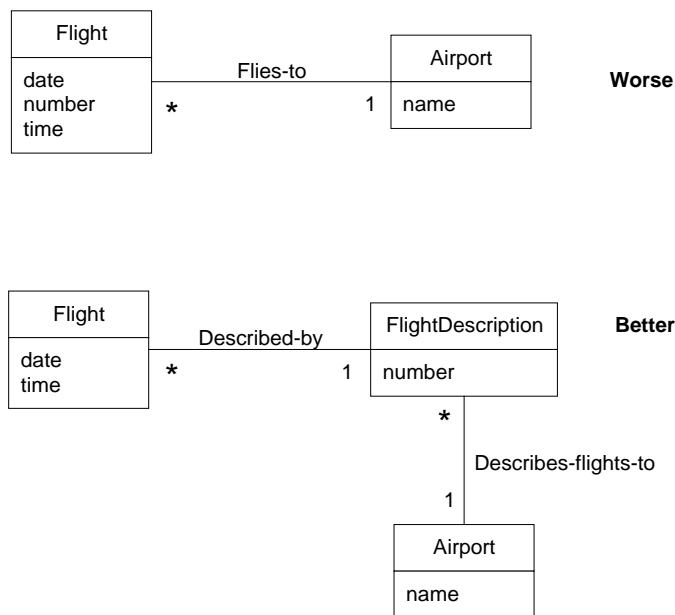 Flight
date
number
time
Flies-to
*
1
Airport
name
Worse
Flight
date
time
Described-by
*
1
FlightDescription
number
Better
*
Describes-flights-to
1
Airport
name